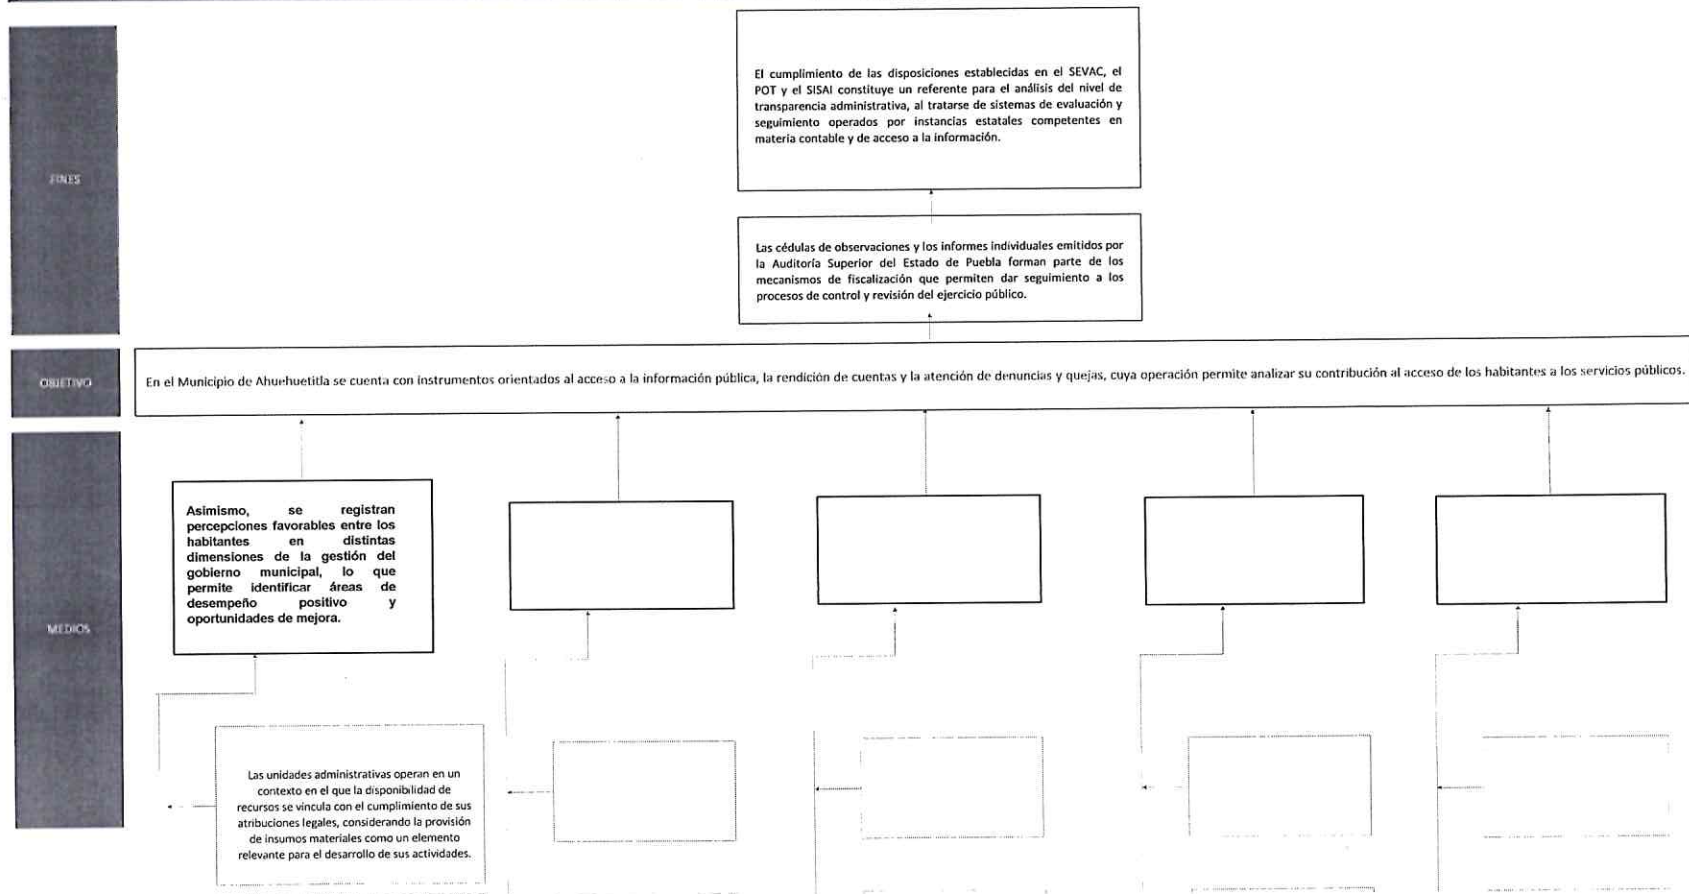 El cumplimiento de las disposiciones establecidas en el SEVAC, el
POT y el SISAI constituye un referente para el análisis del nivel de
transparencia administrativa, al tratarse de sistemas de evaluación y
seguimiento operados por instancias estatales competentes en
materia contable y de acceso a la información.
FINES
Las cédulas de observaciones y los informes individuales emitidos por
la Auditoría Superior del Estado de Puebla forman parte de los
mecanismos de fiscalización que permiten dar seguimiento a los
procesos de control y revisión del ejercicio público.
OBJETIVO
En el Municipio de Ahuehuetitla se cuenta con instrumentos orientados al acceso a la información pública, la rendición de cuentas y la atención de denuncias y quejas, cuya operación permite analizar su contribución al acceso de los habitantes a los servicios públicos.
MEDIOS
Asimismo, se registran
percepciones favorables entre los
habitantes en distintas
dimensiones de la gestión del
gobierno municipal, lo que
permite identificar áreas de
desempeño positivo y
oportunidades de mejora.
Las unidades administrativas operan en un
contexto en el que la disponibilidad de
recursos se vincula con el cumplimiento de sus
atribuciones legales, considerando la provisión
de insumos materiales como un elemento
relevante para el desarrollo de sus actividades.